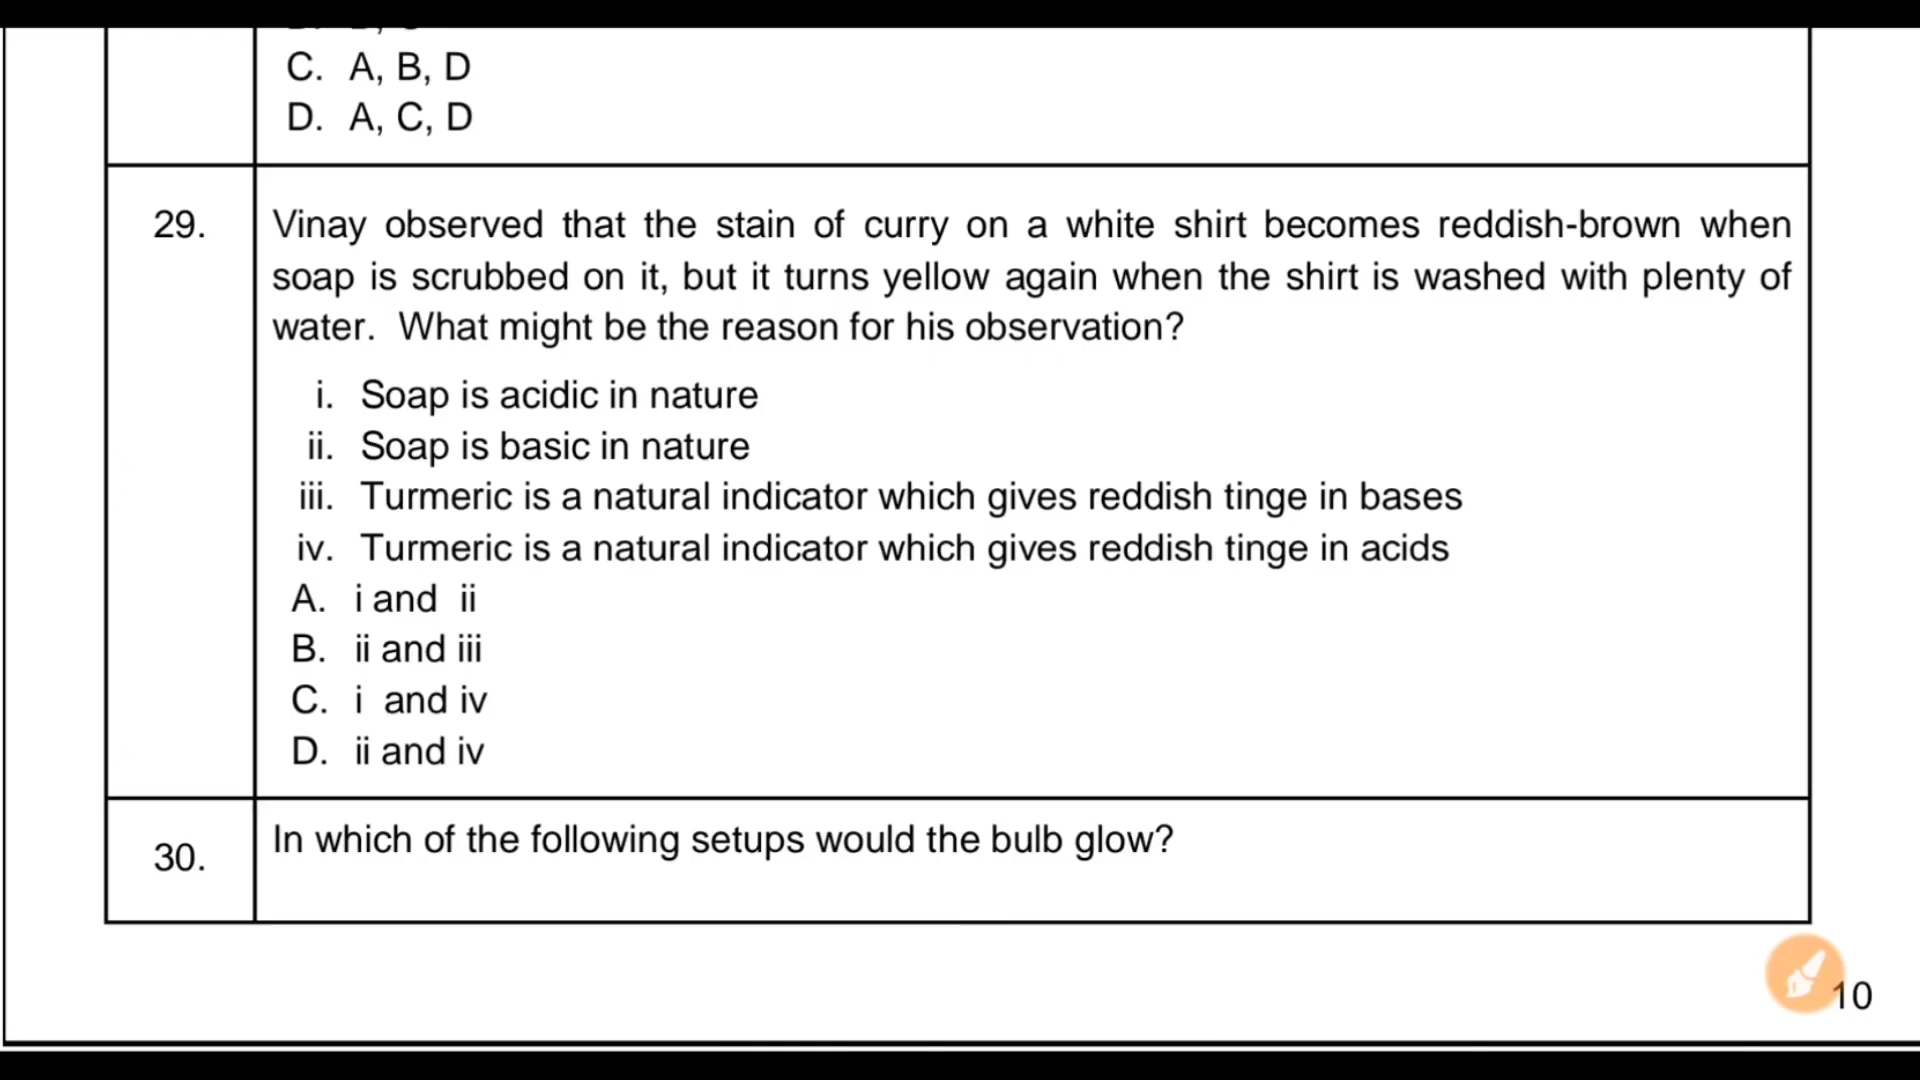 C. A, B, D
D. A, C, D
29. Vinay observed that the stain of curry on a white shirt becomes reddish-brown when
soap is scrubbed on it, but it turns yellow again when the shirt is washed with plenty of
water. What might be the reason for his observation?
i. Soap is acidic in nature
ii. Soap is basic in nature
iii. Turmeric is a natural indicator which gives reddish tinge in bases
iv. Turmeric is a natural indicator which gives reddish tinge in acids
A. i and ii
B. ii and iii
C. i and iv
D. ii and iv
30. In which of the following setups would the bulb glow?
10